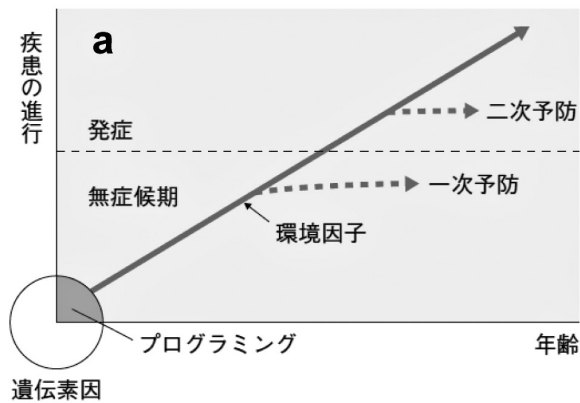 a
疾患の進行
発症
二次予防
無症候期
一次予防
環境因子
プログラミング
年齢
遺伝素因